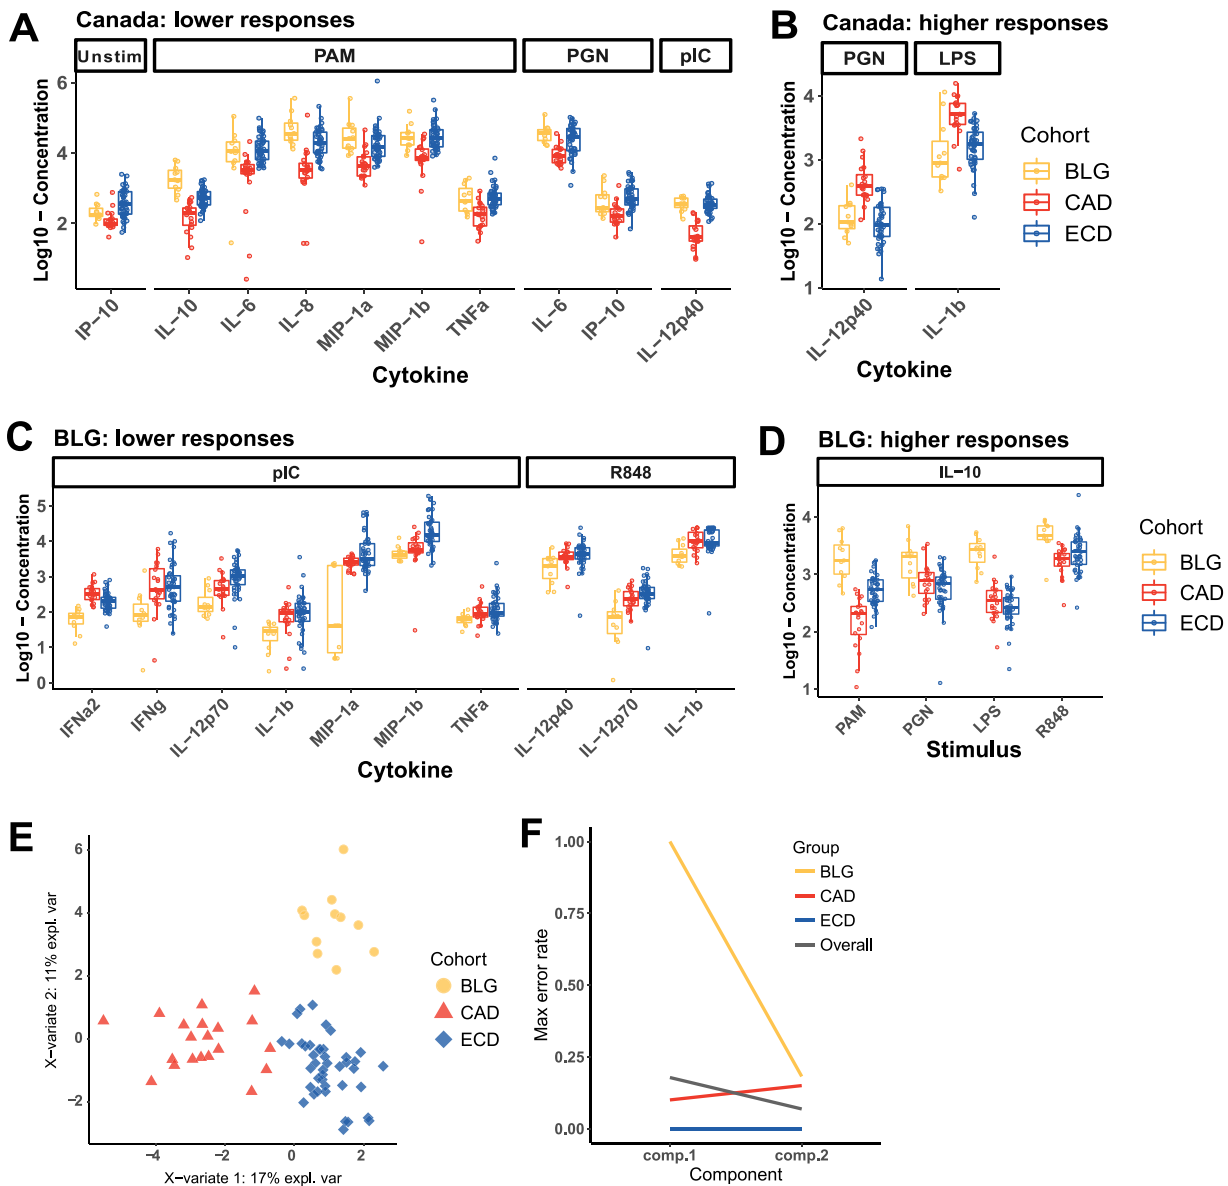 A
Canada: lower responses
Unstim
PAM
PGN
pIC
Log10 − Concentration
6
4
2
IP−10
IL−10
IL−6
IL−8
MIP−1a
MIP−1b
TNFa
IL−6
IP−10
IL−12p40
Cytokine
B
Canada: higher responses
PGN
LPS
Log10 − Concentration
4
3
2
1
IL−12p40
IL−1b
Cytokine
Cohort
BLG
CAD
ECD
C
BLG: lower responses
pIC
R848
Log10 − Concentration
5
4
3
2
1
0
IFNa2
IFNg
IL−12p70
IL−1b
MIP−1a
MIP−1b
TNFa
IL−12p40
IL−12p70
IL−1b
Cytokine
D
BLG: higher responses
IL−10
Log10 − Concentration
4
3
2
1
PAM
PGN
LPS
R848
Stimulus
Cohort
BLG
CAD
ECD
E
X−variate 2: 11% expl. var
6
4
2
0
−2
−4
−2
0
2
X−variate 1: 17% expl. var
Cohort
BLG
CAD
ECD
F
Max error rate
1.00
0.75
0.50
0.25
0.00
comp.1
comp.2
Component
Group
BLG
CAD
ECD
Overall